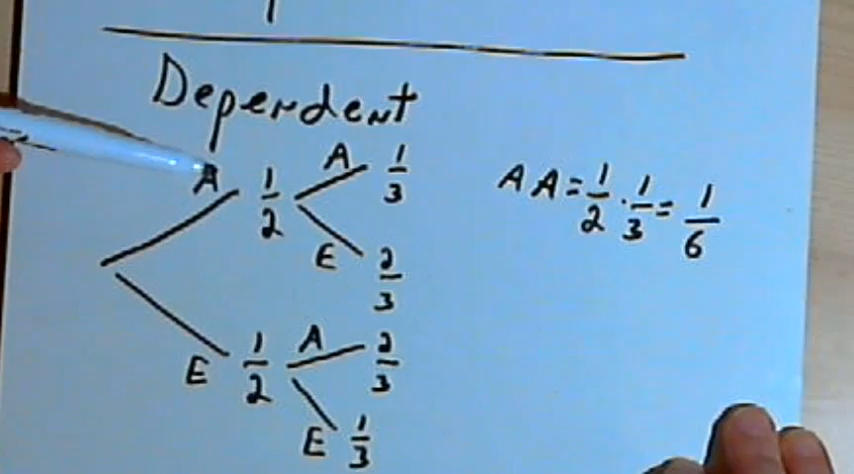 Dependent
A 1/2 A 1/3
E 2/3
E 1/2 A 2/3
E 1/3
AA = 1/2 · 1/3 = 1/6